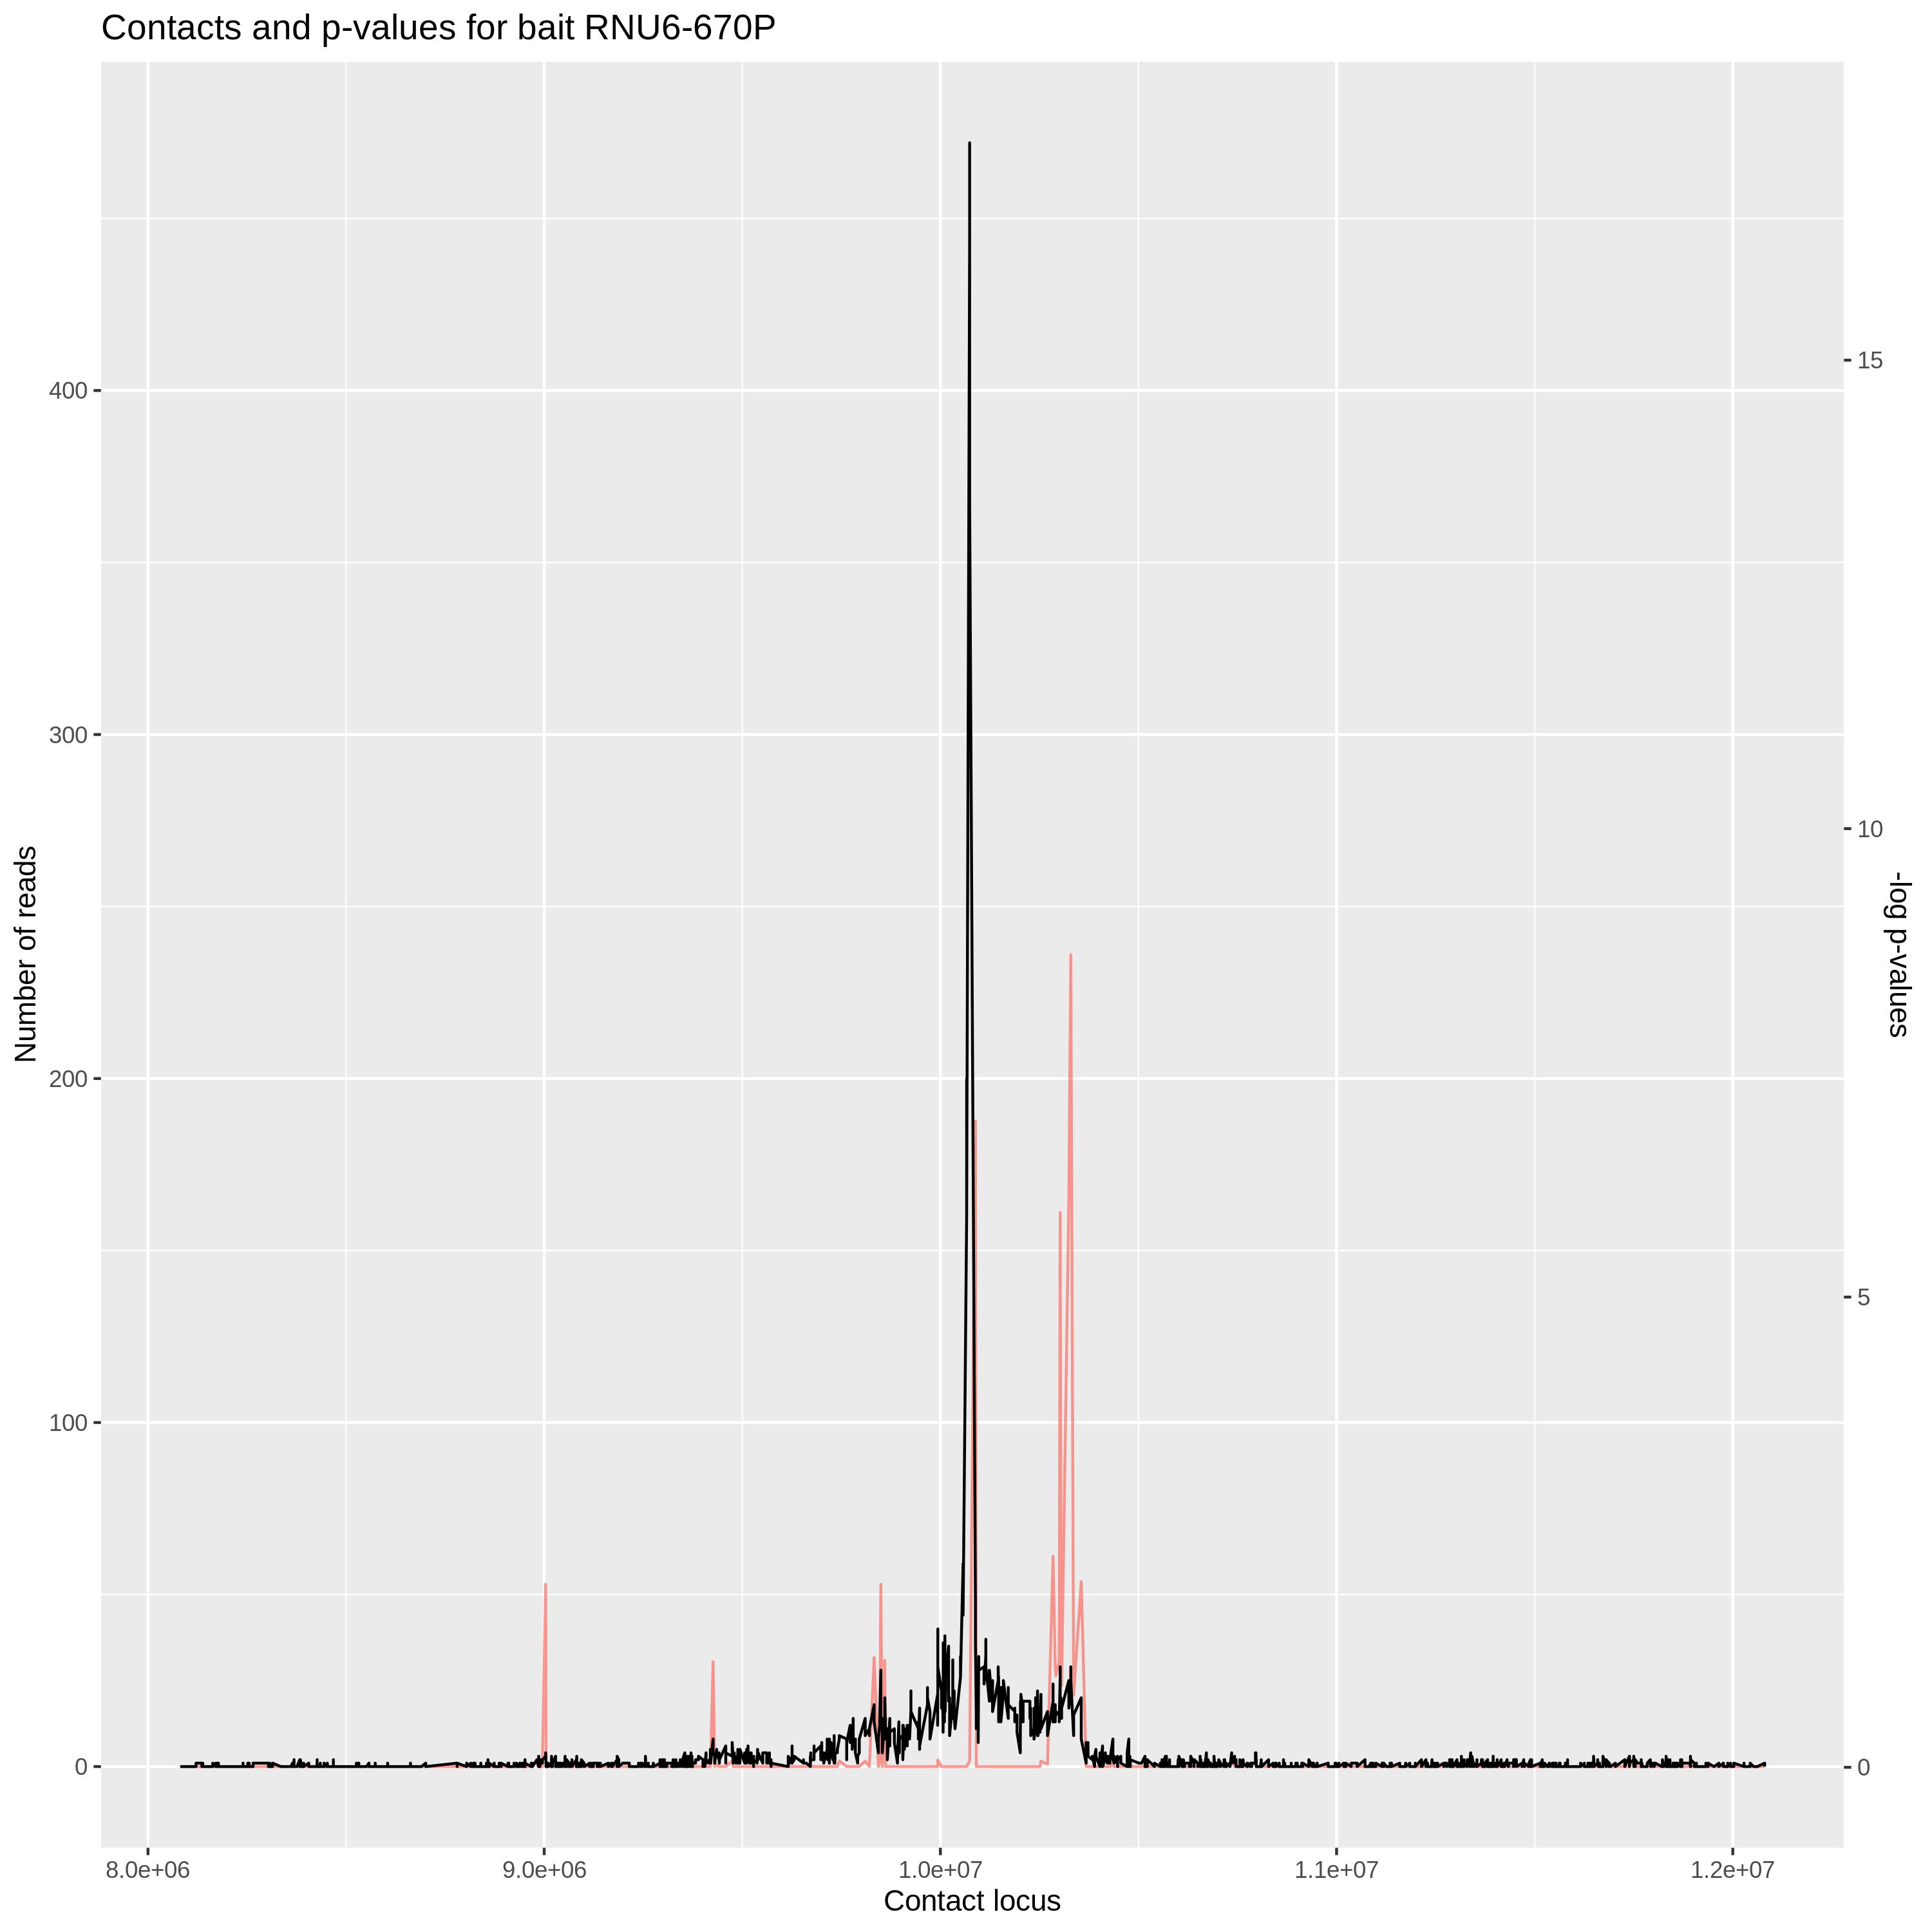 Contacts and p-values for bait RNU6-670P
400
300
200
100
0
15
10
5
0
Number of reads
-log p-values
8.0e+06
9.0e+06
1.0e+07
1.1e+07
1.2e+07
Contact locus